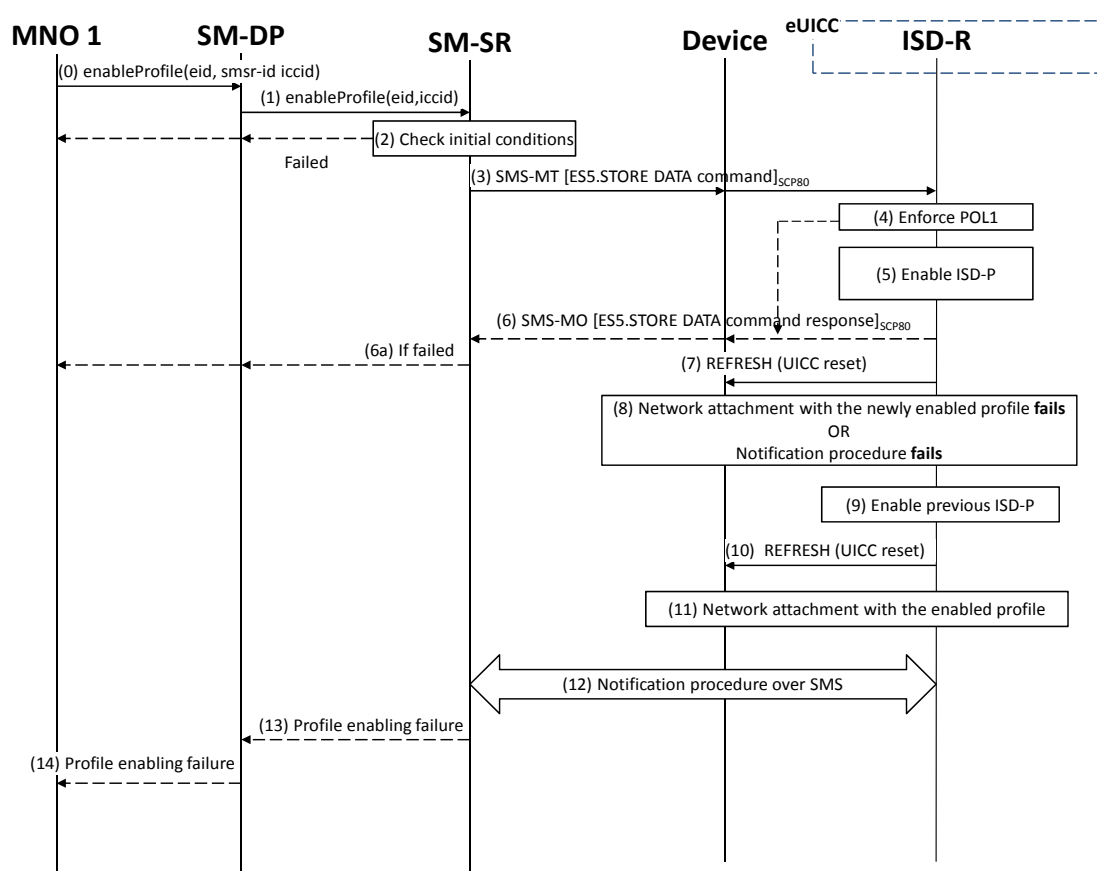 eUICC
MNO 1
SM-DP
SM-SR
Device
ISD-R
(0) enableProfile(eid, smsr-id iccid)
(1) enableProfile(eid,iccid)
(2) Check initial conditions
Failed
(3) SMS-MT [ES5.STORE DATA command]SCP80
(4) Enforce POL1
(5) Enable ISD-P
(6) SMS-MO [ES5.STORE DATA command response]SCP80
(6a) If failed
(7) REFRESH (UICC reset)
(8) Network attachment with the newly enabled profile fails
OR
Notification procedure fails
(9) Enable previous ISD-P
(10) REFRESH (UICC reset)
(11) Network attachment with the enabled profile
(12) Notification procedure over SMS
(13) Profile enabling failure
(14) Profile enabling failure